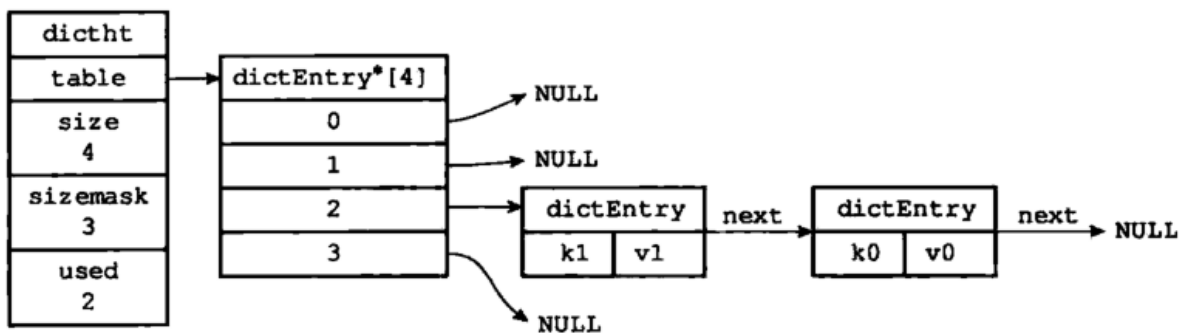 dictht
table
size
4
sizemask
3
used
2
dictEntry*[4]
0
1
2
3
NULL
NULL
dictEntry
k1 v1
next
dictEntry
k0 v0
next
NULL
NULL